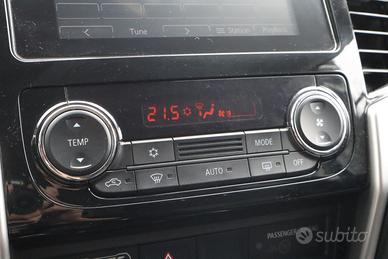 Tune
Station
21.5
TEMP
MODE
AUTO
OFF
PASSENGER
subito